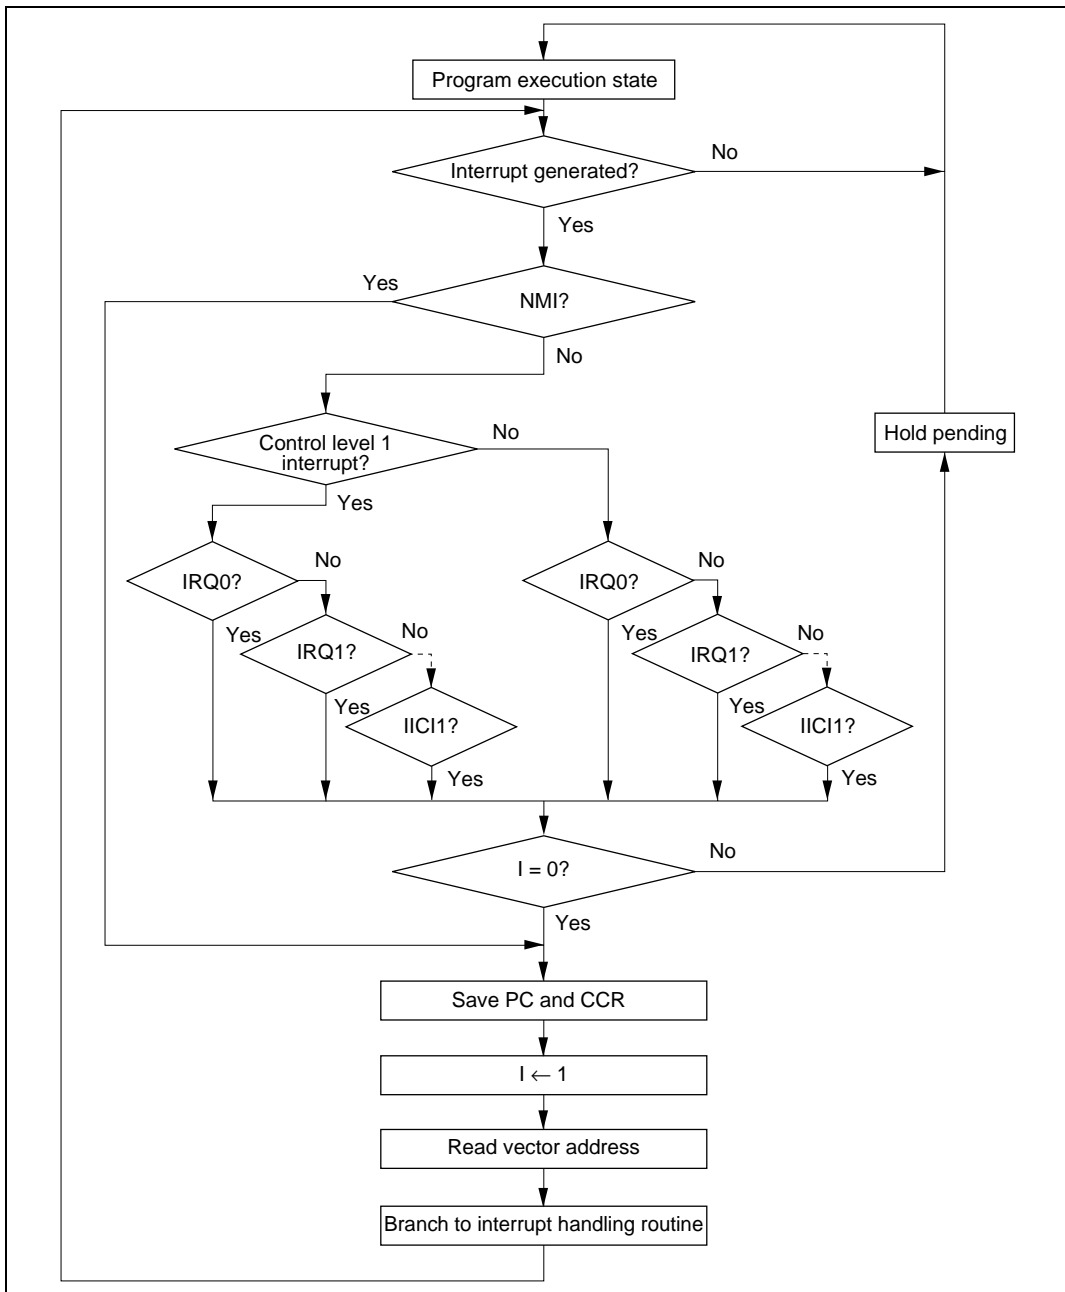 Program execution state
Interrupt generated?
No
Yes
Yes
NMI?
No
Hold pending
Control level 1
interrupt?
No
Yes
IRQ0?
No
Yes
IRQ1?
No
Yes
IICI1?
Yes
IRQ0?
No
Yes
IRQ1?
No
Yes
IICI1?
Yes
I = 0?
No
Yes
Save PC and CCR
I ← 1
Read vector address
Branch to interrupt handling routine